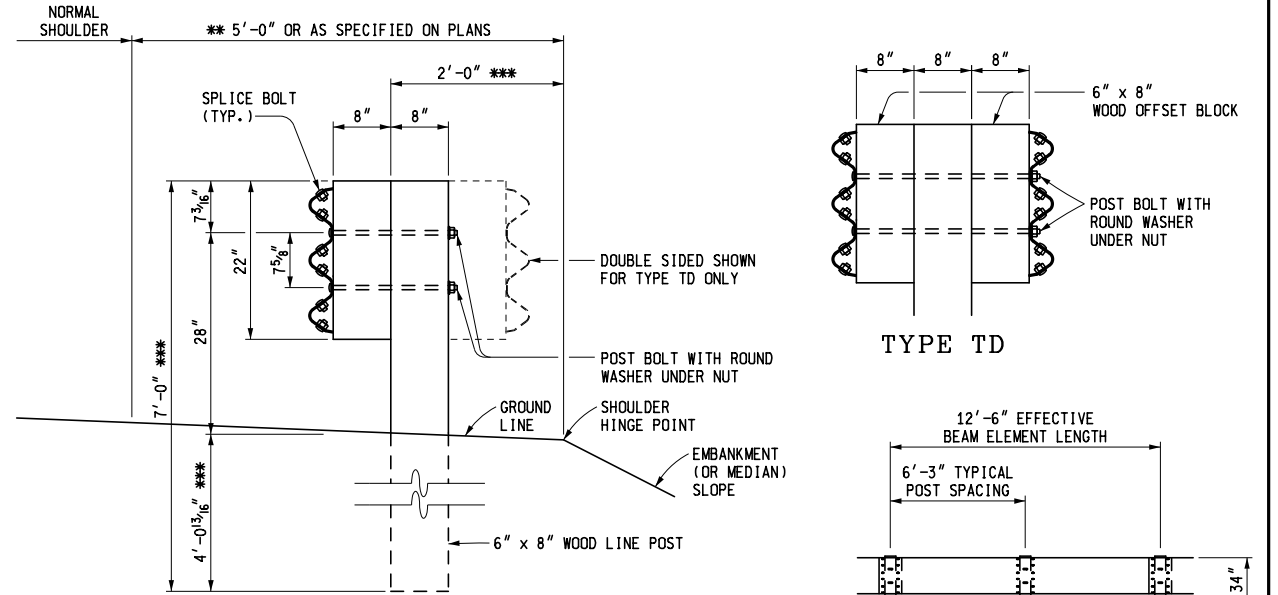 NORMAL
SHOULDER
** 5'-0" OR AS SPECIFIED ON PLANS
2'-0" ***
SPLICE BOLT
(TYP.)
8" 8"
7 3/16"
22"
7 5/8"
28"
7'-0" ***
4'-0 13/16" ***
DOUBLE SIDED SHOWN
FOR TYPE TD ONLY
POST BOLT WITH ROUND
WASHER UNDER NUT
GROUND
LINE
SHOULDER
HINGE POINT
EMBANKMENT
(OR MEDIAN)
SLOPE
6" x 8" WOOD LINE POST
8" 8" 8"
6" x 8"
WOOD OFFSET BLOCK
POST BOLT WITH
ROUND WASHER
UNDER NUT
TYPE TD
12'-6" EFFECTIVE
BEAM ELEMENT LENGTH
6'-3" TYPICAL
POST SPACING
34"